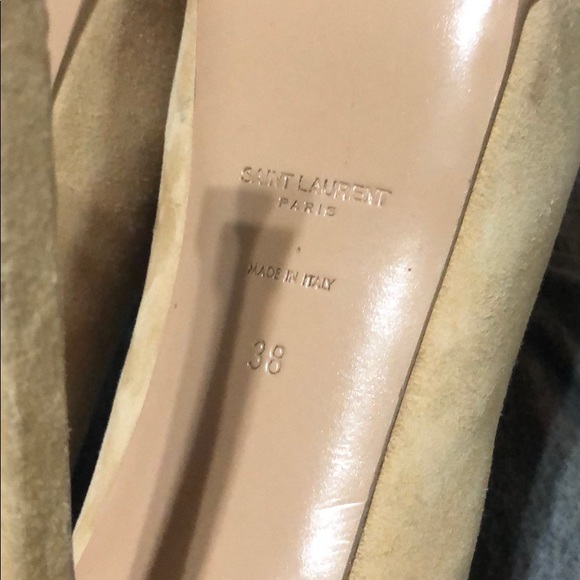 SAINT LAURENT
PARIS
MADE IN ITALY
38